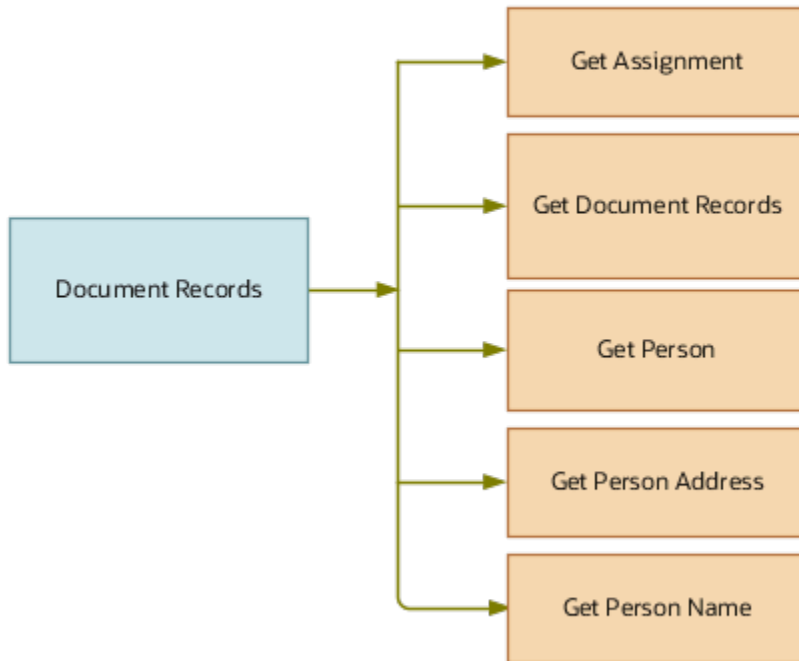 Get Assignment
Get Document Records
Document Records
Get Person
Get Person Address
Get Person Name